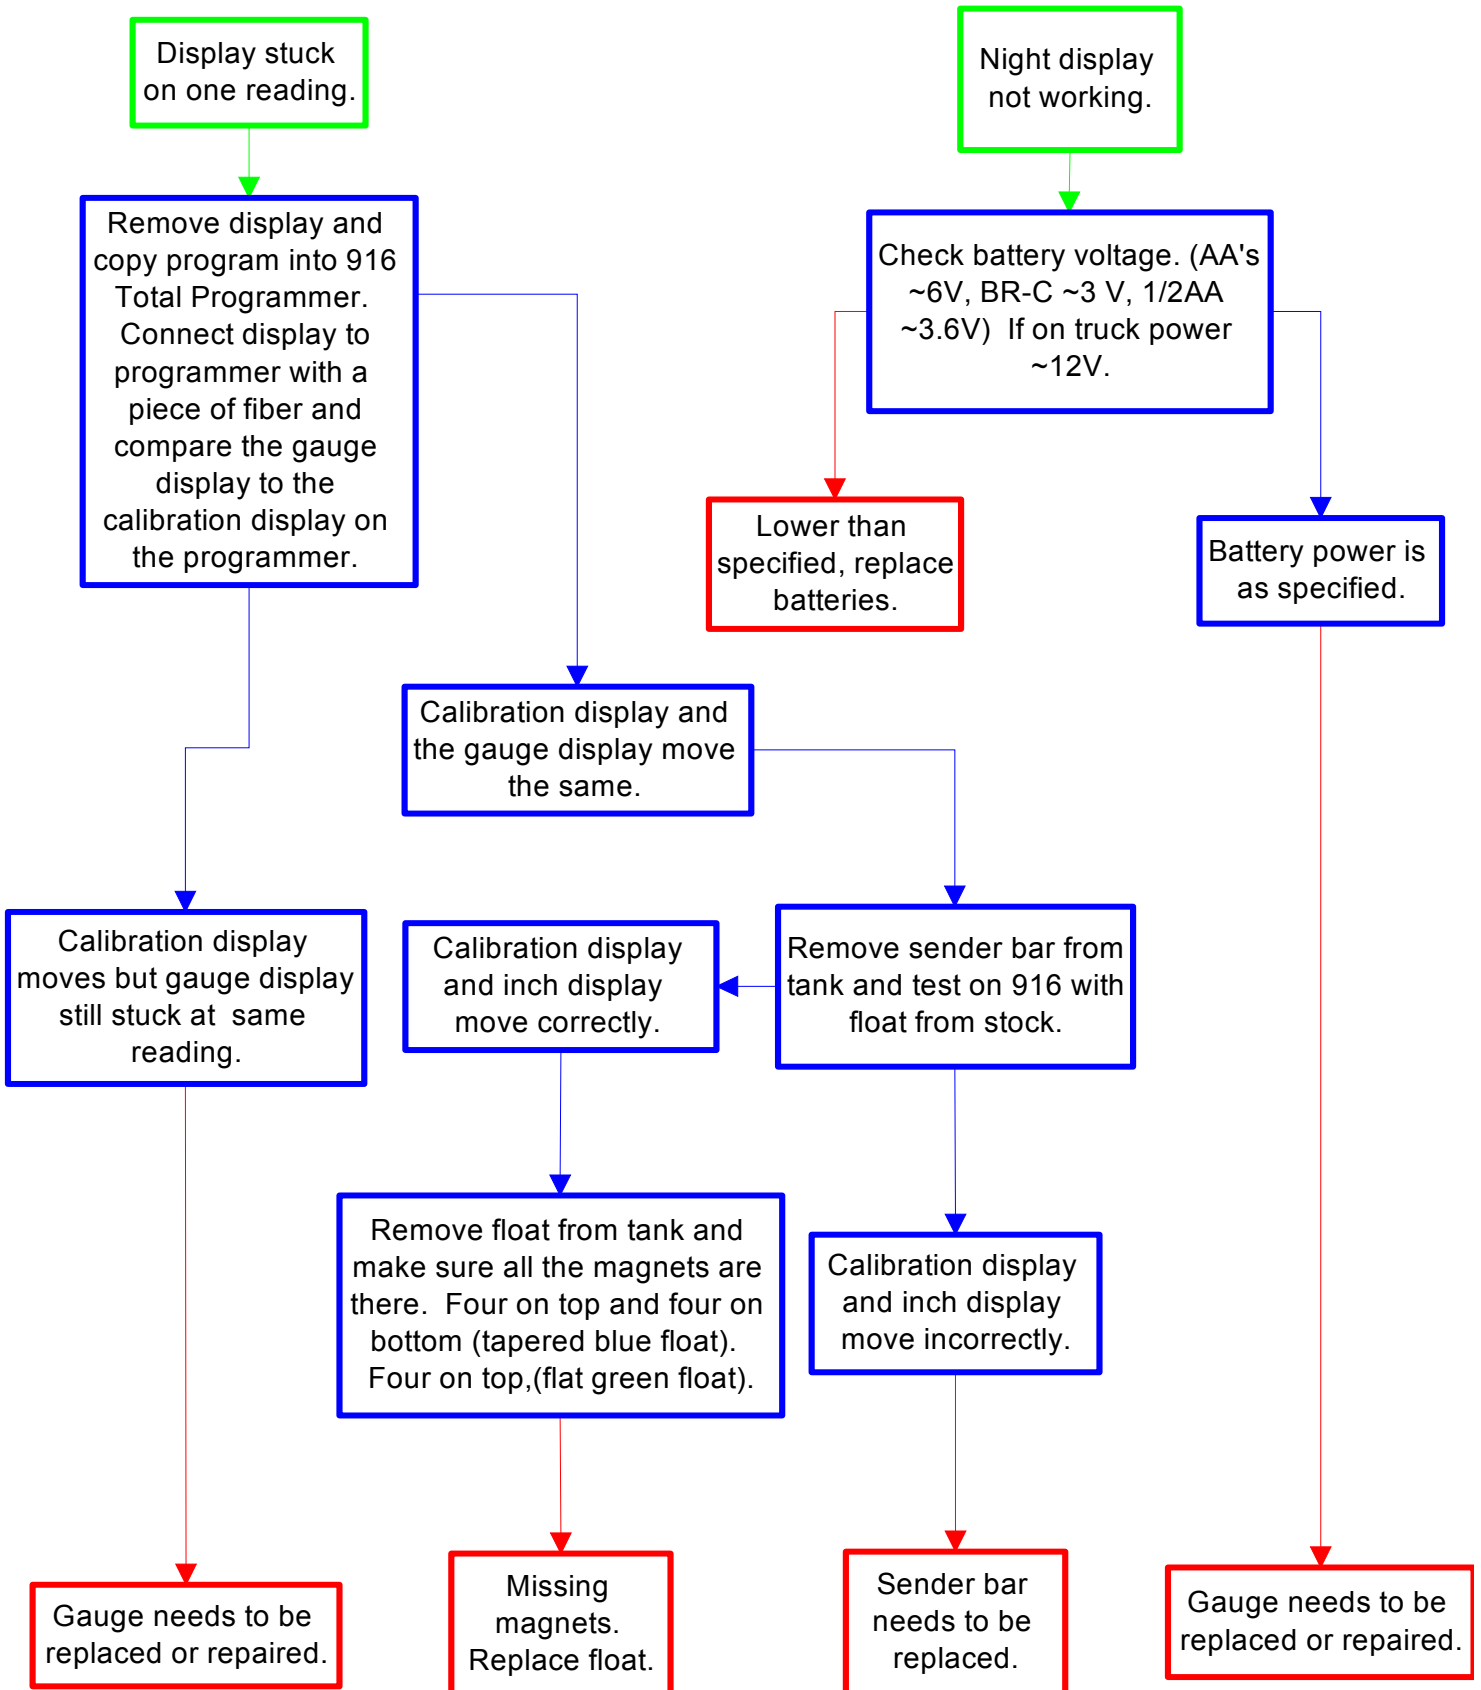 Display stuck
on one reading.
Night display
not working.
Remove display and
copy program into 916
Total Programmer.
Connect display to
programmer with a
piece of fiber and
compare the gauge
display to the
calibration display on
the programmer.
Check battery voltage. (AA's
~6V, BR-C ~3 V, 1/2AA
~3.6V)  If on truck power
~12V.
Lower than
specified, replace
batteries.
Battery power is
as specified.
Calibration display and
the gauge display move
the same.
Calibration display
moves but gauge display
still stuck at  same
reading.
Calibration display
and inch display
move correctly.
Remove sender bar from
tank and test on 916 with
float from stock.
Remove float from tank and
make sure all the magnets are
there.  Four on top and four on
bottom (tapered blue float).
Four on top,(flat green float).
Calibration display
and inch display
move incorrectly.
Gauge needs to be
replaced or repaired.
Missing
magnets.
Replace float.
Sender bar
needs to be
replaced.
Gauge needs to be
replaced or repaired.